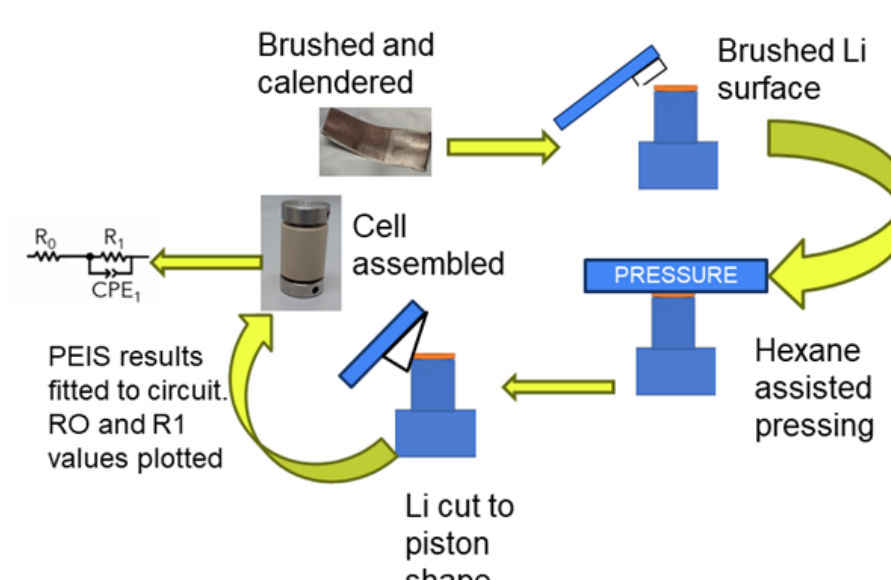 Brushed and
calendered
Brushed Li
surface
PRESSURE
Hexane
assisted
pressing
Li cut to
piston
shape
Cell
assembled
R₀
R₁
CPE₁
PEIS results
fitted to circuit.
RO and R1
values plotted